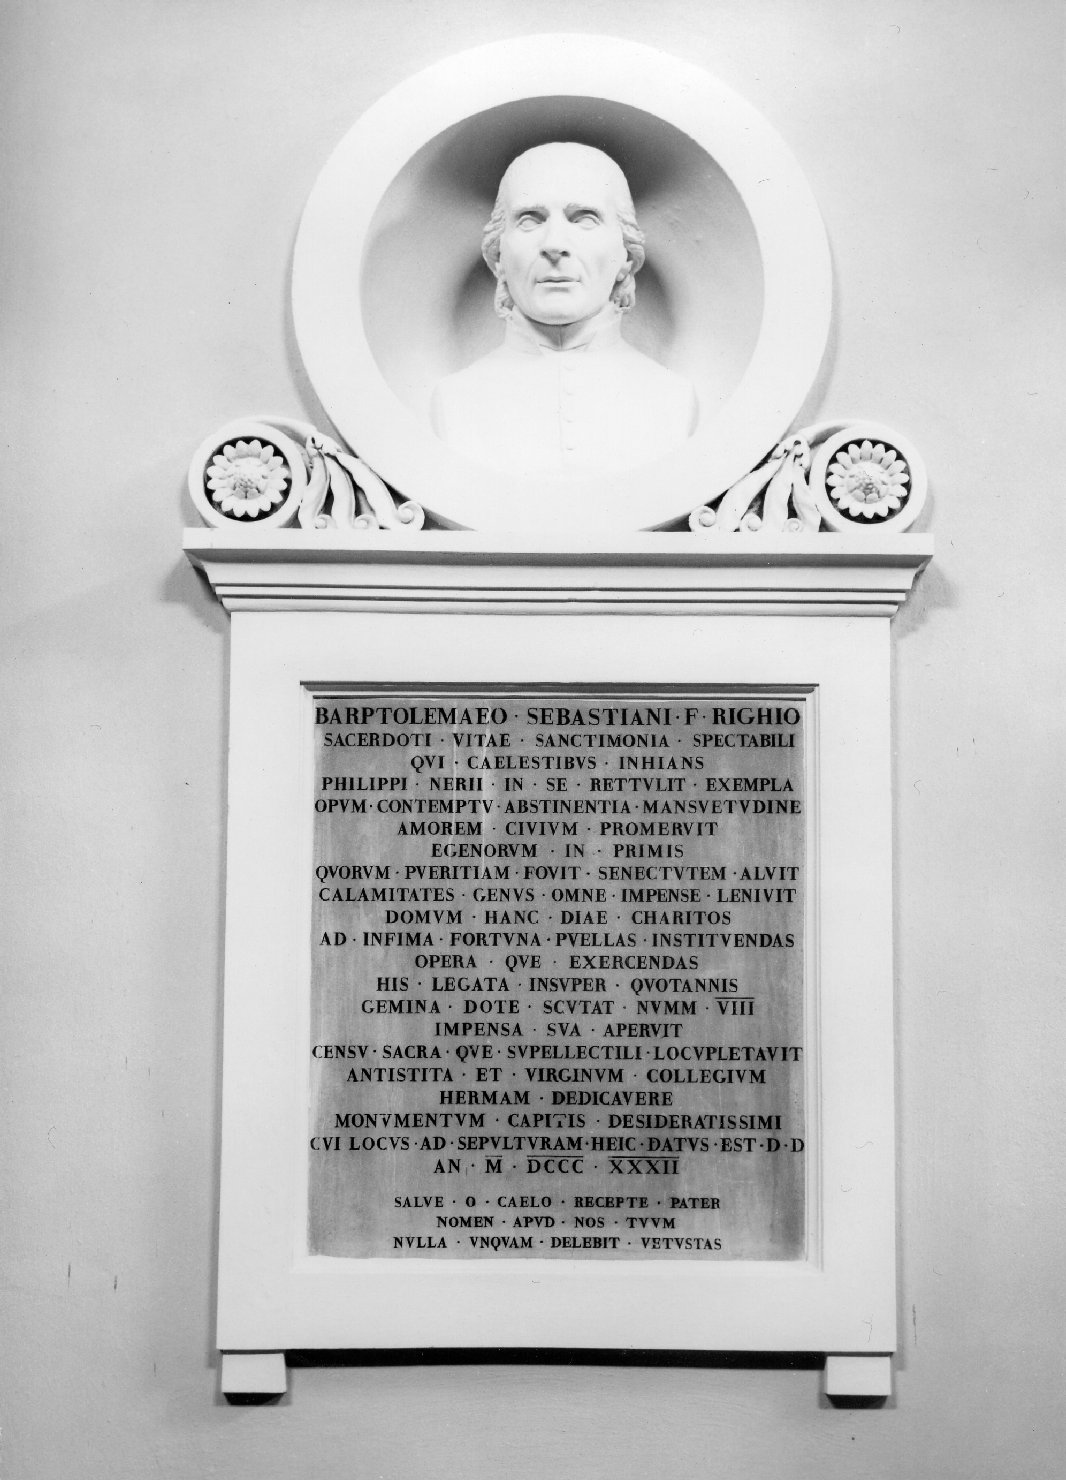 BARPTOLEMAEO · SEBASTIANI · F · RIGHIO
SACERDOTI · VITAE · SANCTIMONIA · SPECTABILI
QVI · CAELESTIBVS · INHIANS
PHILIPPI · NERII · IN · SE · RETTVLIT · EXEMPLA
OPVM · CONTEMPTV · ABSTINENTIA · MANSVETVDINE
AMOREM · CIVIVM · PROMERVIT
EGENORVM · IN · PRIMIS
QVORVM · PVERITIAM · FOVIT · SENECTVTEM · ALVIT
CALAMITATES · GENVS · OMNE · IMPENSE · LENIVIT
DOMVM · HANC · DIAE · CHARITOS
AD · INFIMA · FORTVNA · PVELLAS · INSTITVENDAS
OPERA · QVE · EXERCENDAS
HIS · LEGATA · INSVPER · QVOTANNIS
GEMINA · DOTE · SCVTAT · NVMM · V̅I̅I̅I̅
IMPENSA · SVA · APERVIT
CENSV · SACRA · QVE · SVPELLECTILI · LOCVPLETAVIT
ANTISTITA · ET · VIRGINVM · COLLEGIVM
HERMAM · DEDICAVERE
MONVMENTVM · CAPITIS · DESIDERATISSIMI
CVI LOCVS · AD · SEPVLTVRAM · HEIC · DATVS · EST · D · D
AN · M̅ · D̅C̅C̅C̅ · X̅X̅X̅I̅I̅
SALVE · O · CAELO · RECEPTE · PATER
NOMEN · APVD · NOS · TVVM
NVLLA · VNQVAM · DELEBIT · VETVSTAS